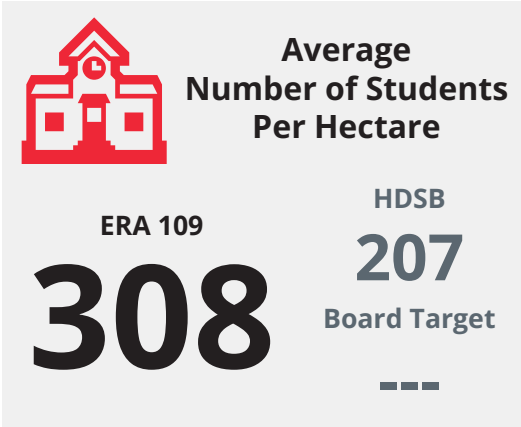 Average
Number of Students
Per Hectare
ERA 109
308
HDSB
207
Board Target
---